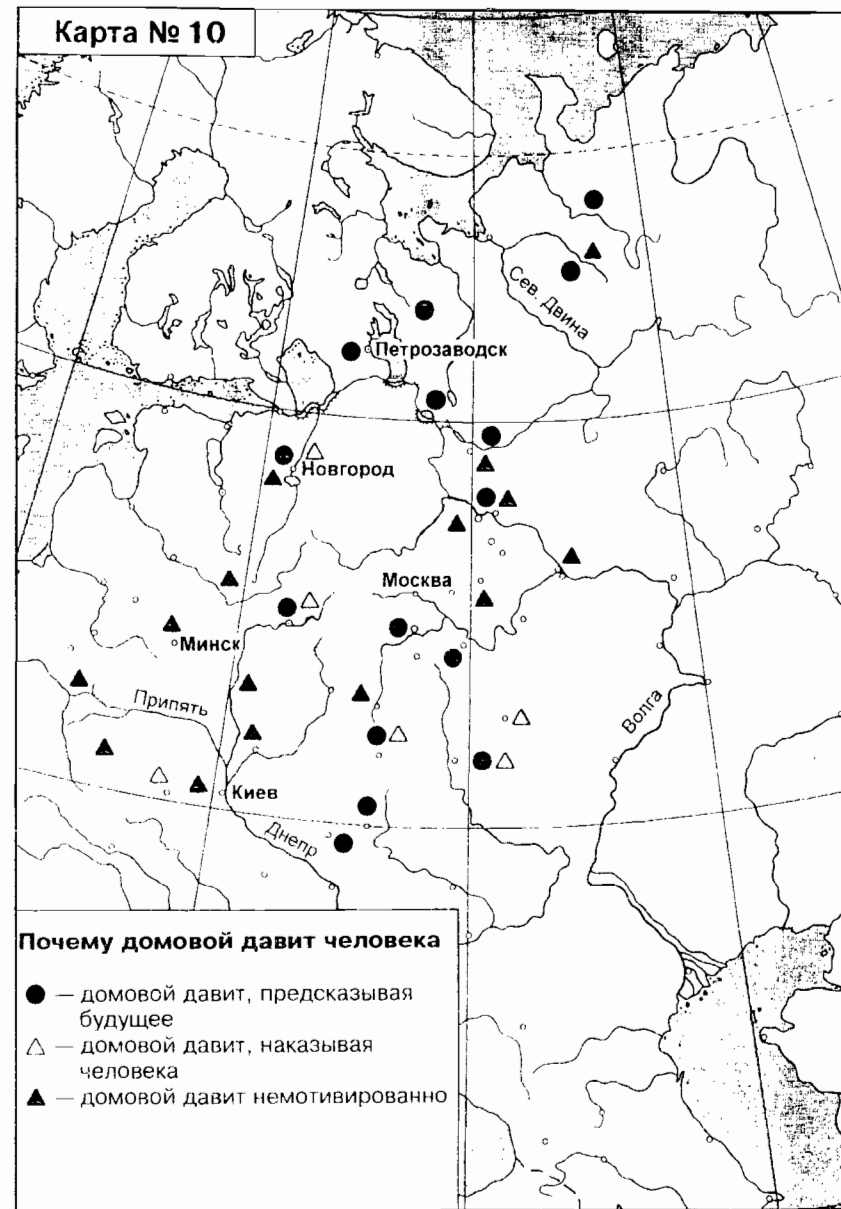 Карта № 10
Сев. Двина
Петрозаводск
Новгород
Москва
Минск
Припять
Волга
Киев
Днепр
Почему домовой давит человека
— домовой давит, предсказывая
будущее
— домовой давит, наказывая
человека
— домовой давит немотивированно